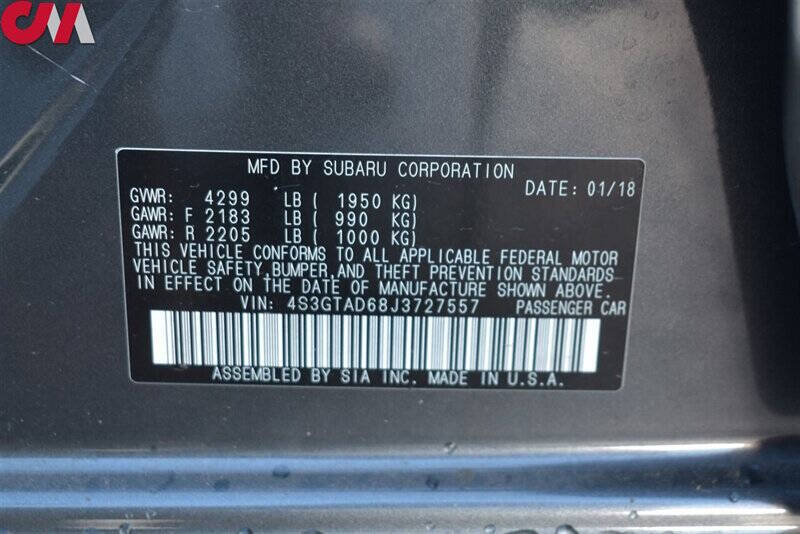 CM
MFD BY SUBARU CORPORATION
DATE: 01/18
GVWR: 4299 LB ( 1950 KG)
GAWR: F 2183 LB ( 990 KG)
GAWR: R 2205 LB ( 1000 KG)
THIS VEHICLE CONFORMS TO ALL APPLICABLE FEDERAL MOTOR
VEHICLE SAFETY,BUMPER,AND THEFT PREVENTION STANDARDS
IN EFFECT ON THE DATE OF MANUFACTURE SHOWN ABOVE.
VIN: 4S3GTAD68J3727557 PASSENGER CAR
ASSEMBLED BY SIA INC. MADE IN U.S.A.